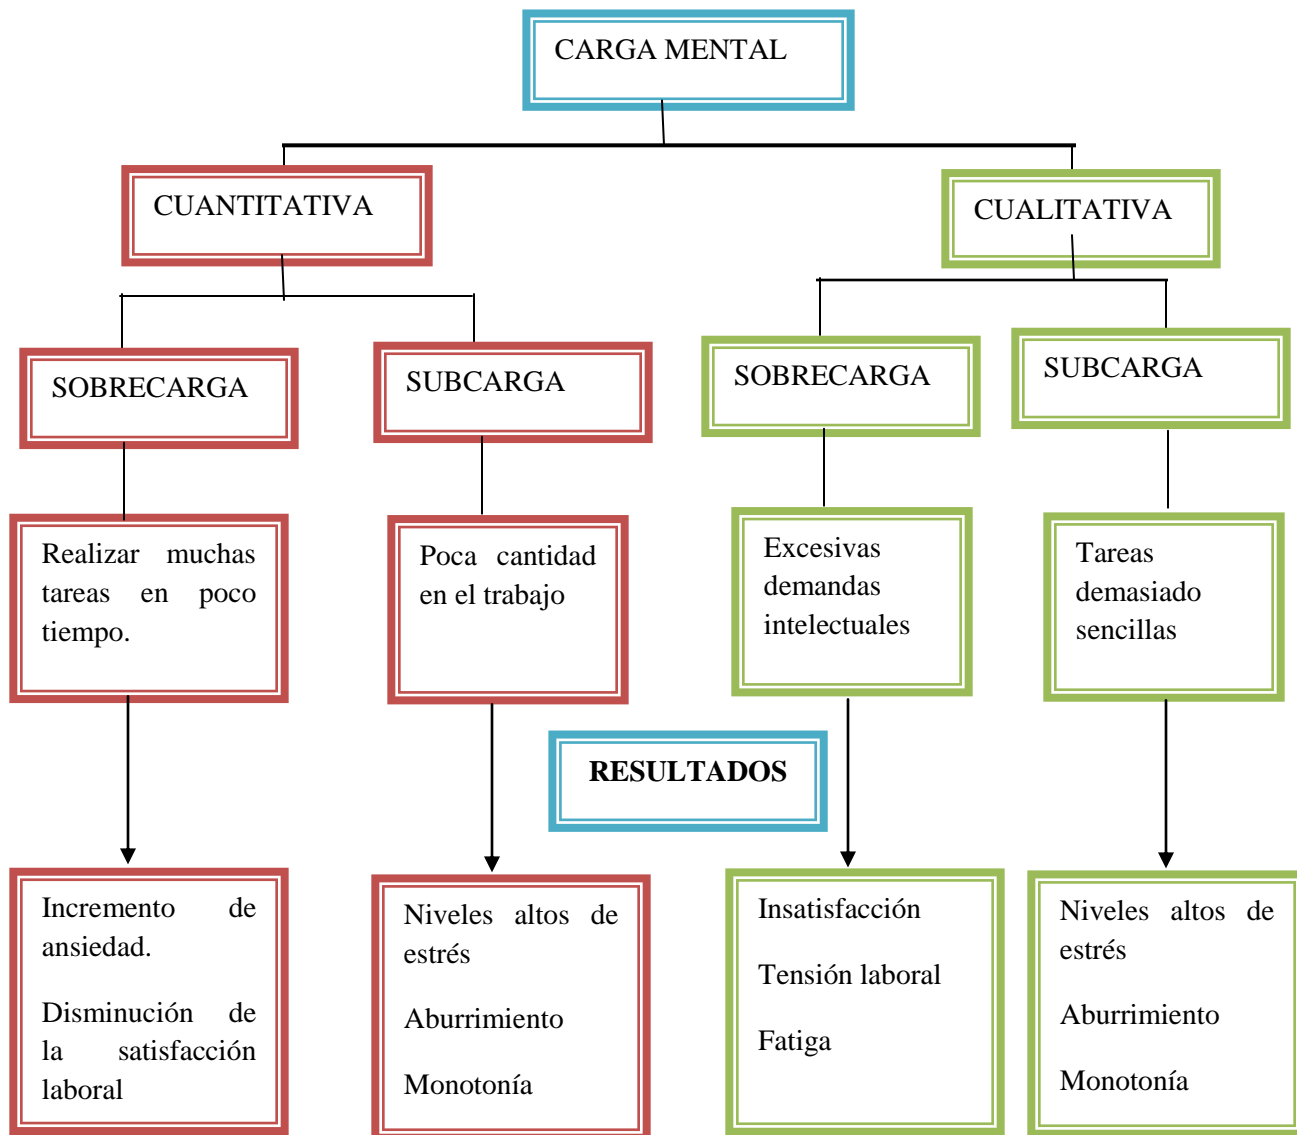 CARGA MENTAL
CUANTITATIVA
CUALITATIVA
SOBRECARGA
SUBCARGA
SOBRECARGA
SUBCARGA
Realizar muchas
tareas en poco
tiempo.
Poca cantidad
en el trabajo
Excesivas
demandas
intelectuales
Tareas
demasiado
sencillas
RESULTADOS
Incremento de
ansiedad.
Disminución de
la satisfacción
laboral
Niveles altos de
estrés
Aburrimiento
Monotonía
Insatisfacción
Tensión laboral
Fatiga
Niveles altos de
estrés
Aburrimiento
Monotonía